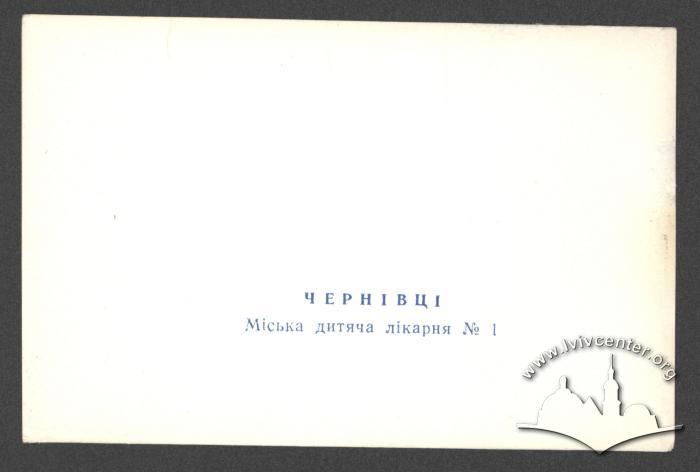 ЧЕРНІВЦІ
Міська дитяча лікарня № 1
www.lvivcenter.org